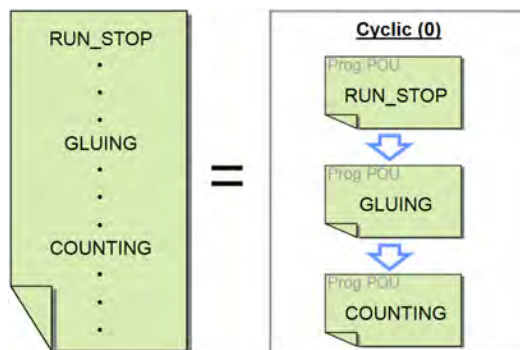 RUN_STOP
GLUING
COUNTING
=
Cyclic (0)
Prog.POU
RUN_STOP
Prog.POU
GLUING
Prog.POU
COUNTING